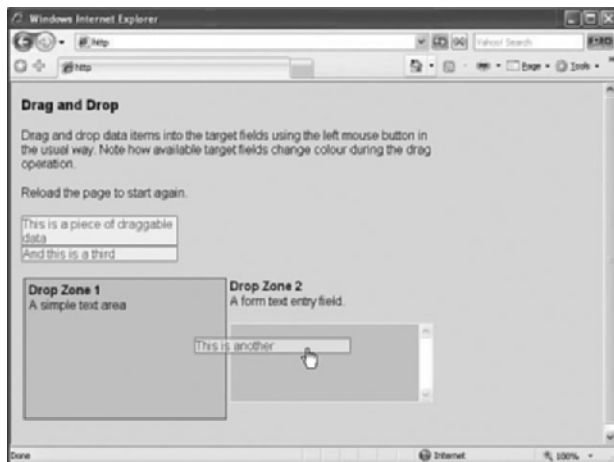 Windows Internet Explorer
http
Yahoo! Search
http
Page
Tools
Drag and Drop
Drag and drop data items into the target fields using the left mouse button in
the usual way. Note how available target fields change colour during the drag
operation.
Reload the page to start again.
This is a piece of draggable
data
And this is a third
Drop Zone 1
A simple text area
Drop Zone 2
A form text entry field.
This is another
Done
Internet
100%